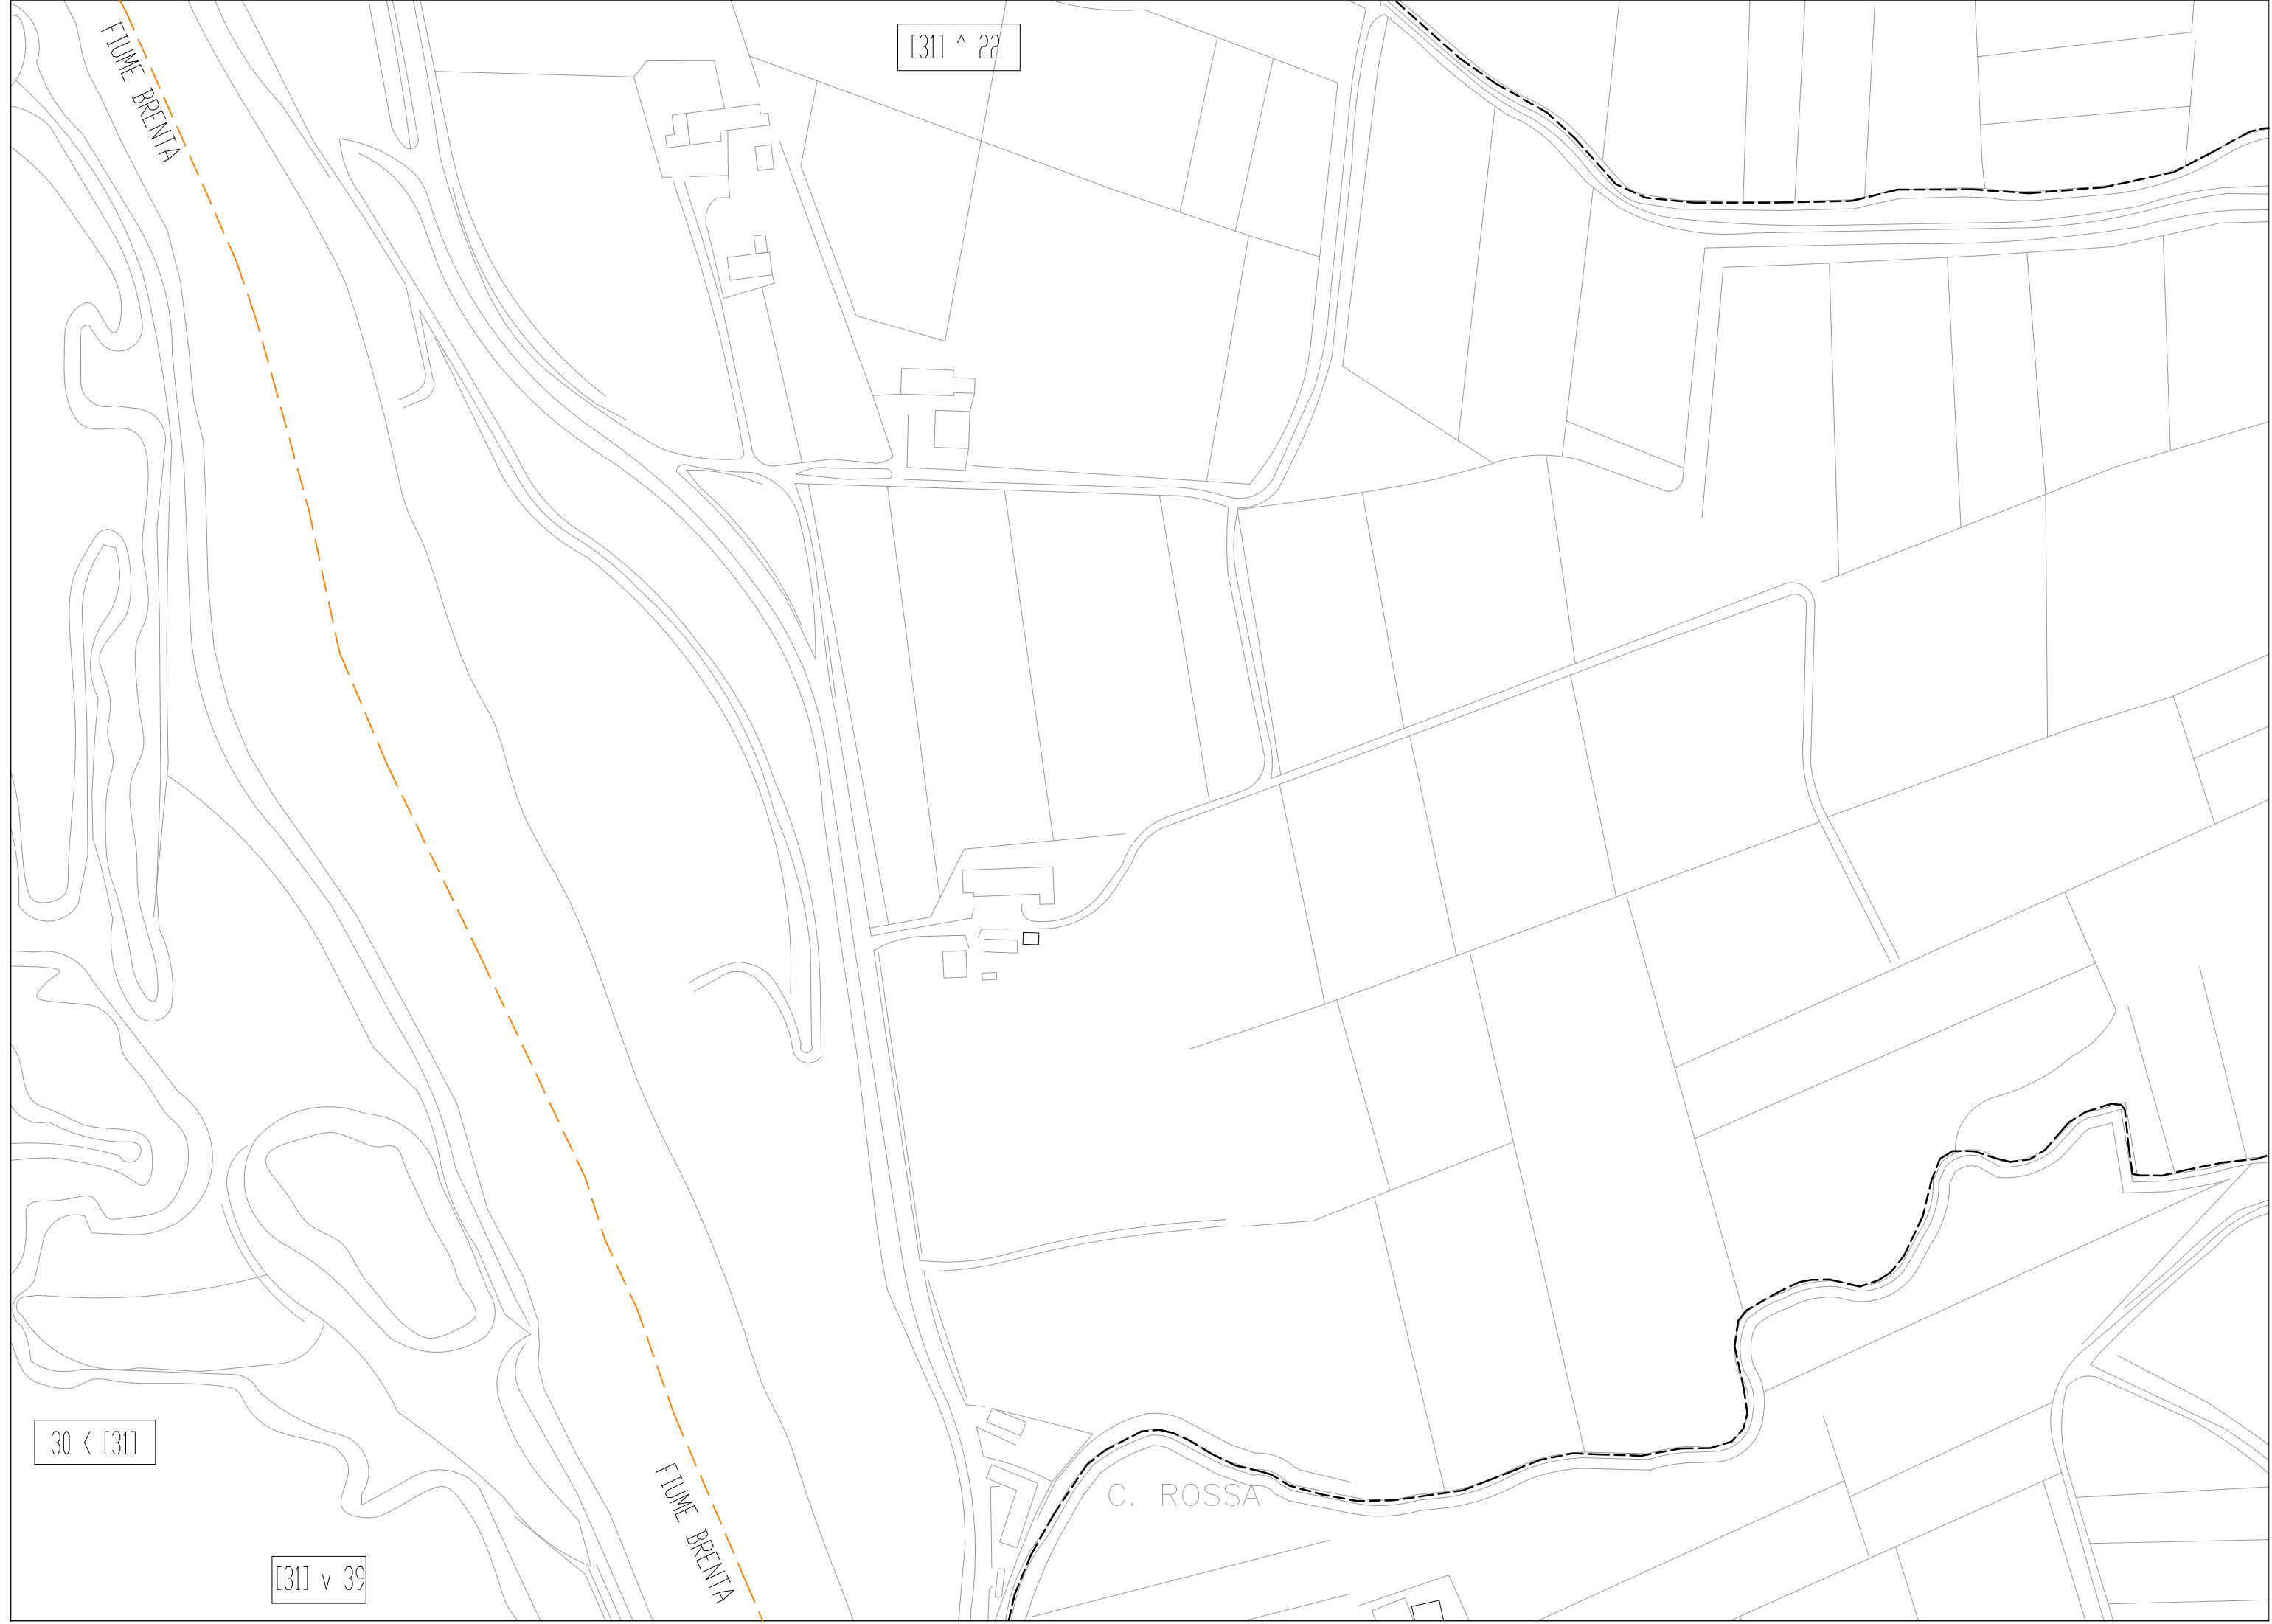 FIUME BRENTA
[31] ^ 22
30 < [31]
FIUME BRENTA
C. ROSSA
[31] v 39